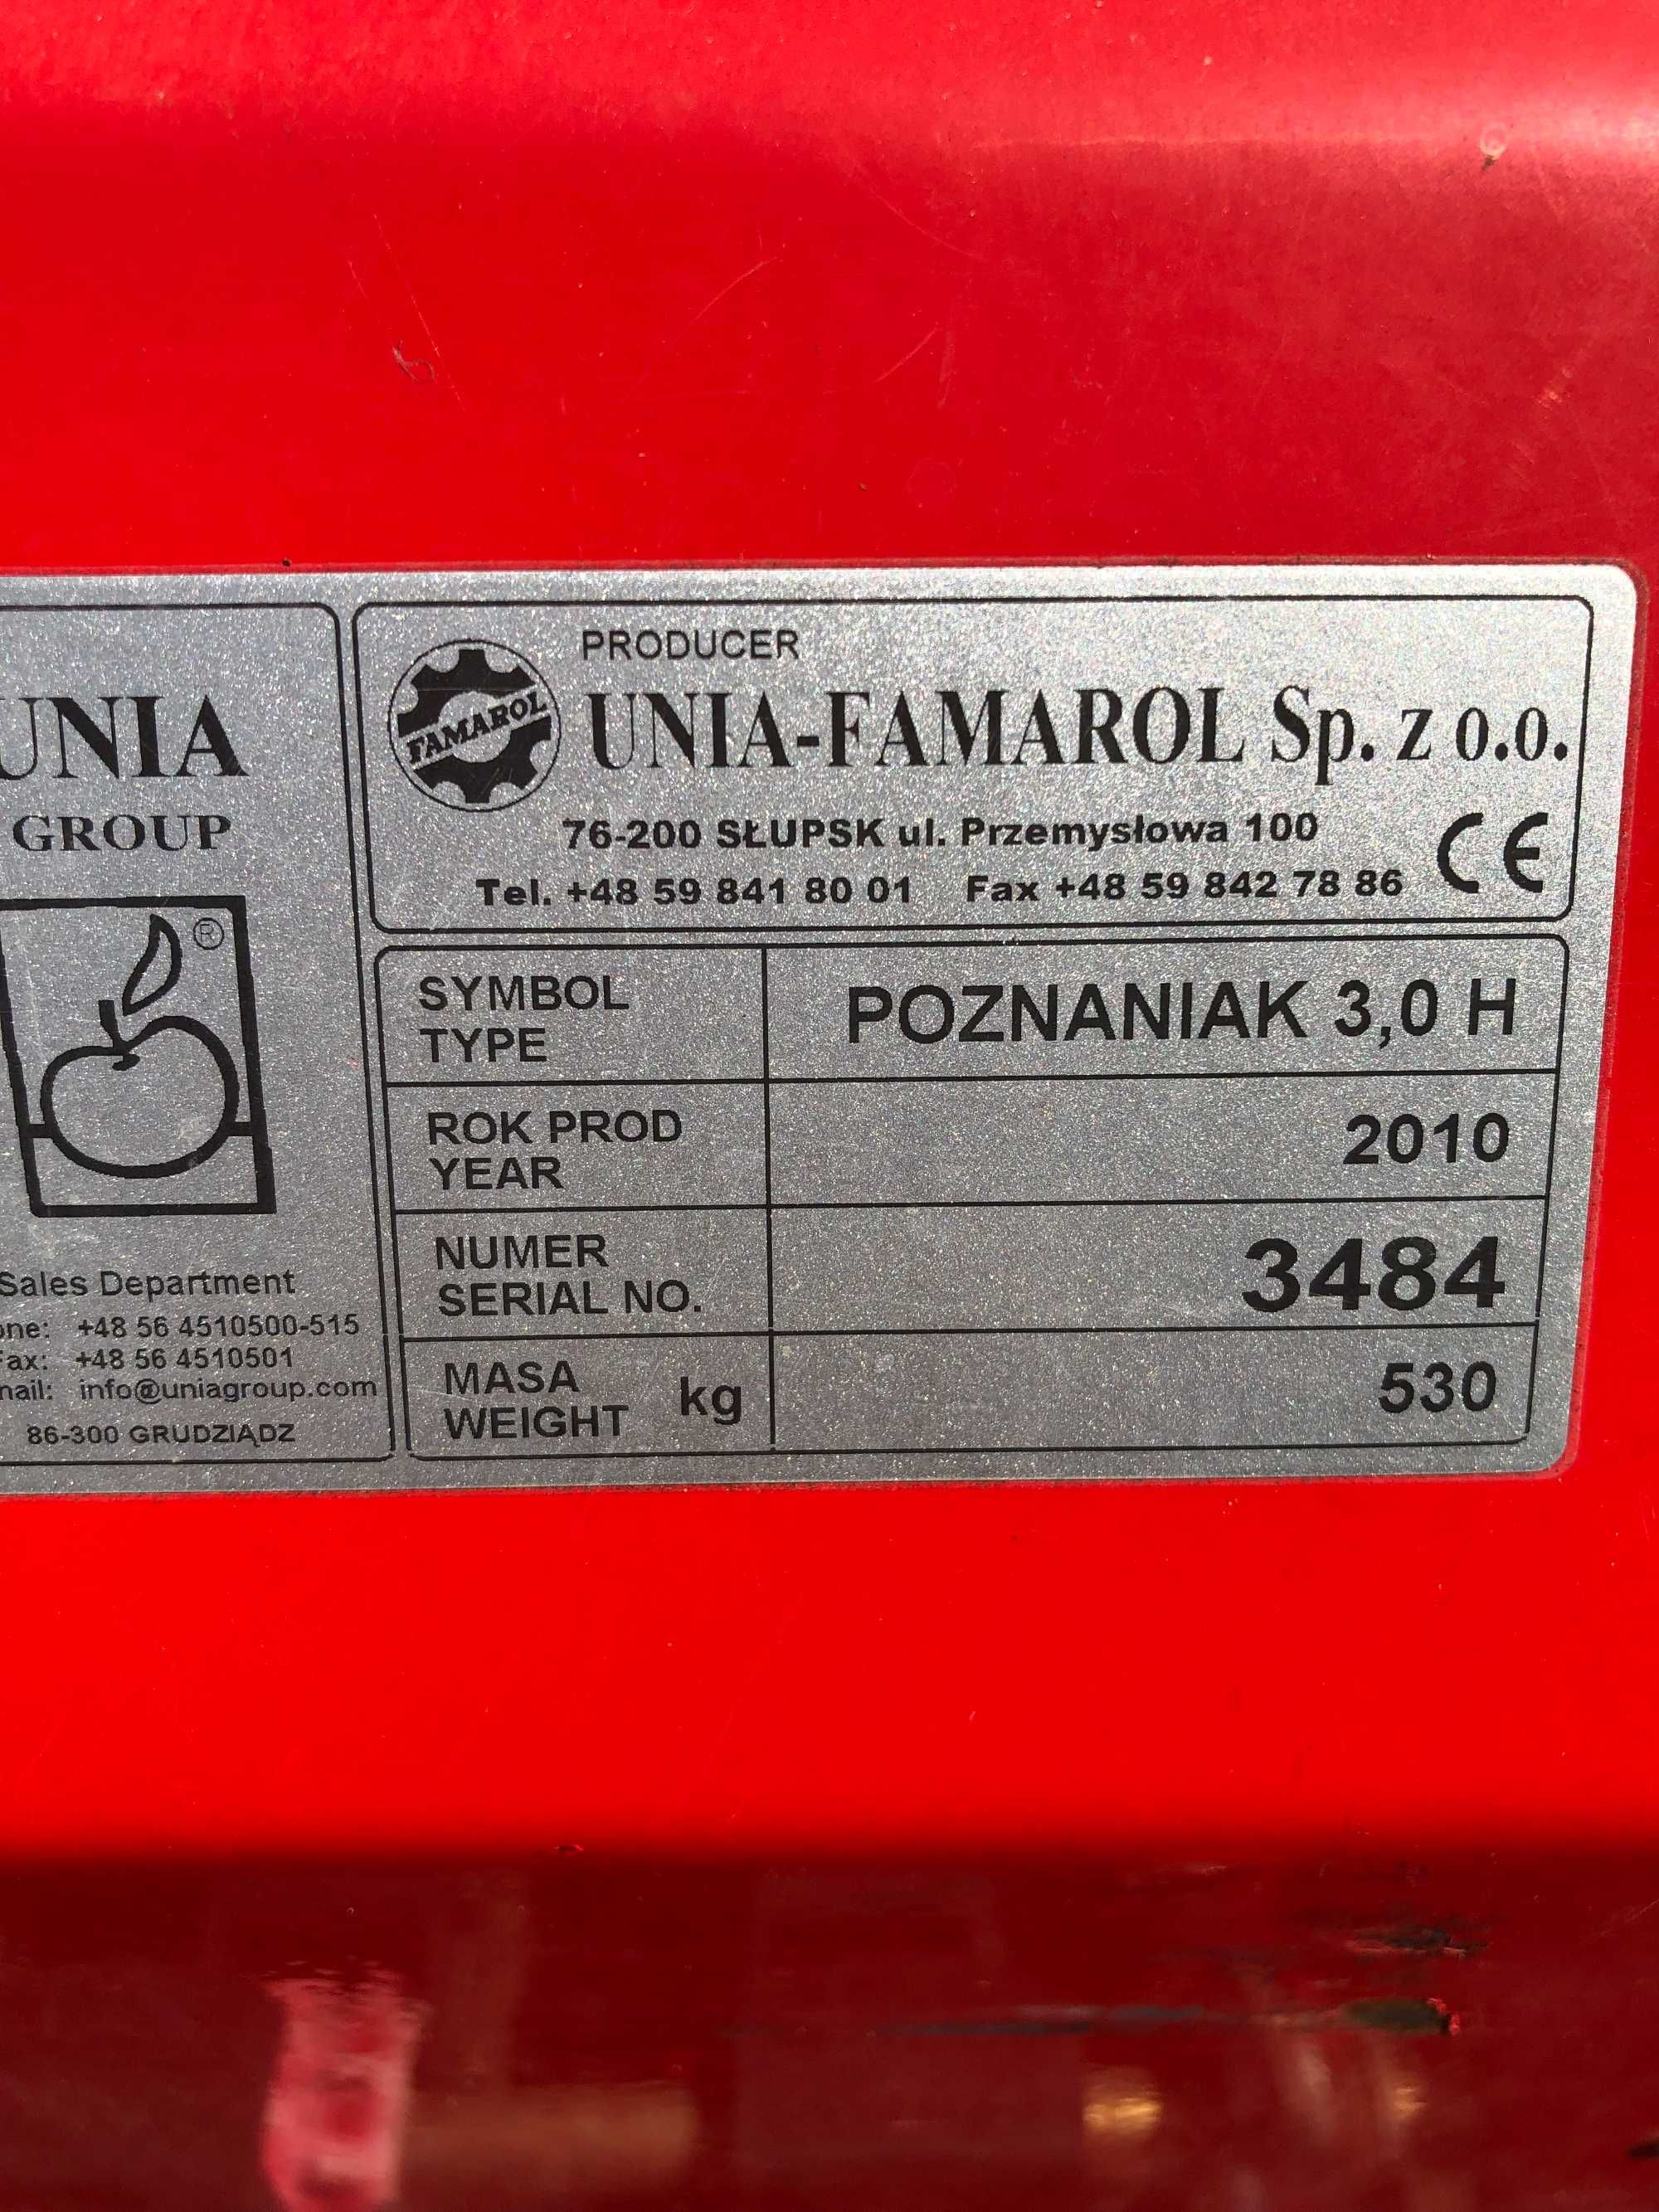 UNIA
GROUP
®
Sales Department
+48 56 4510500-515
+48 56 4510501
info@uniagroup.com
86-300 GRUDZIĄDZ
FAMAROL
PRODUCER
UNIA-FAMAROL Sp. z o.o.
76-200 SŁUPSK ul. Przemysłowa 100
Tel. +48 59 841 80 01 Fax +48 59 842 78 86
CE
SYMBOL
TYPE
POZNANIAK 3,0 H
ROK PROD
YEAR
2010
NUMER
SERIAL NO.
3484
MASA
WEIGHT kg
530